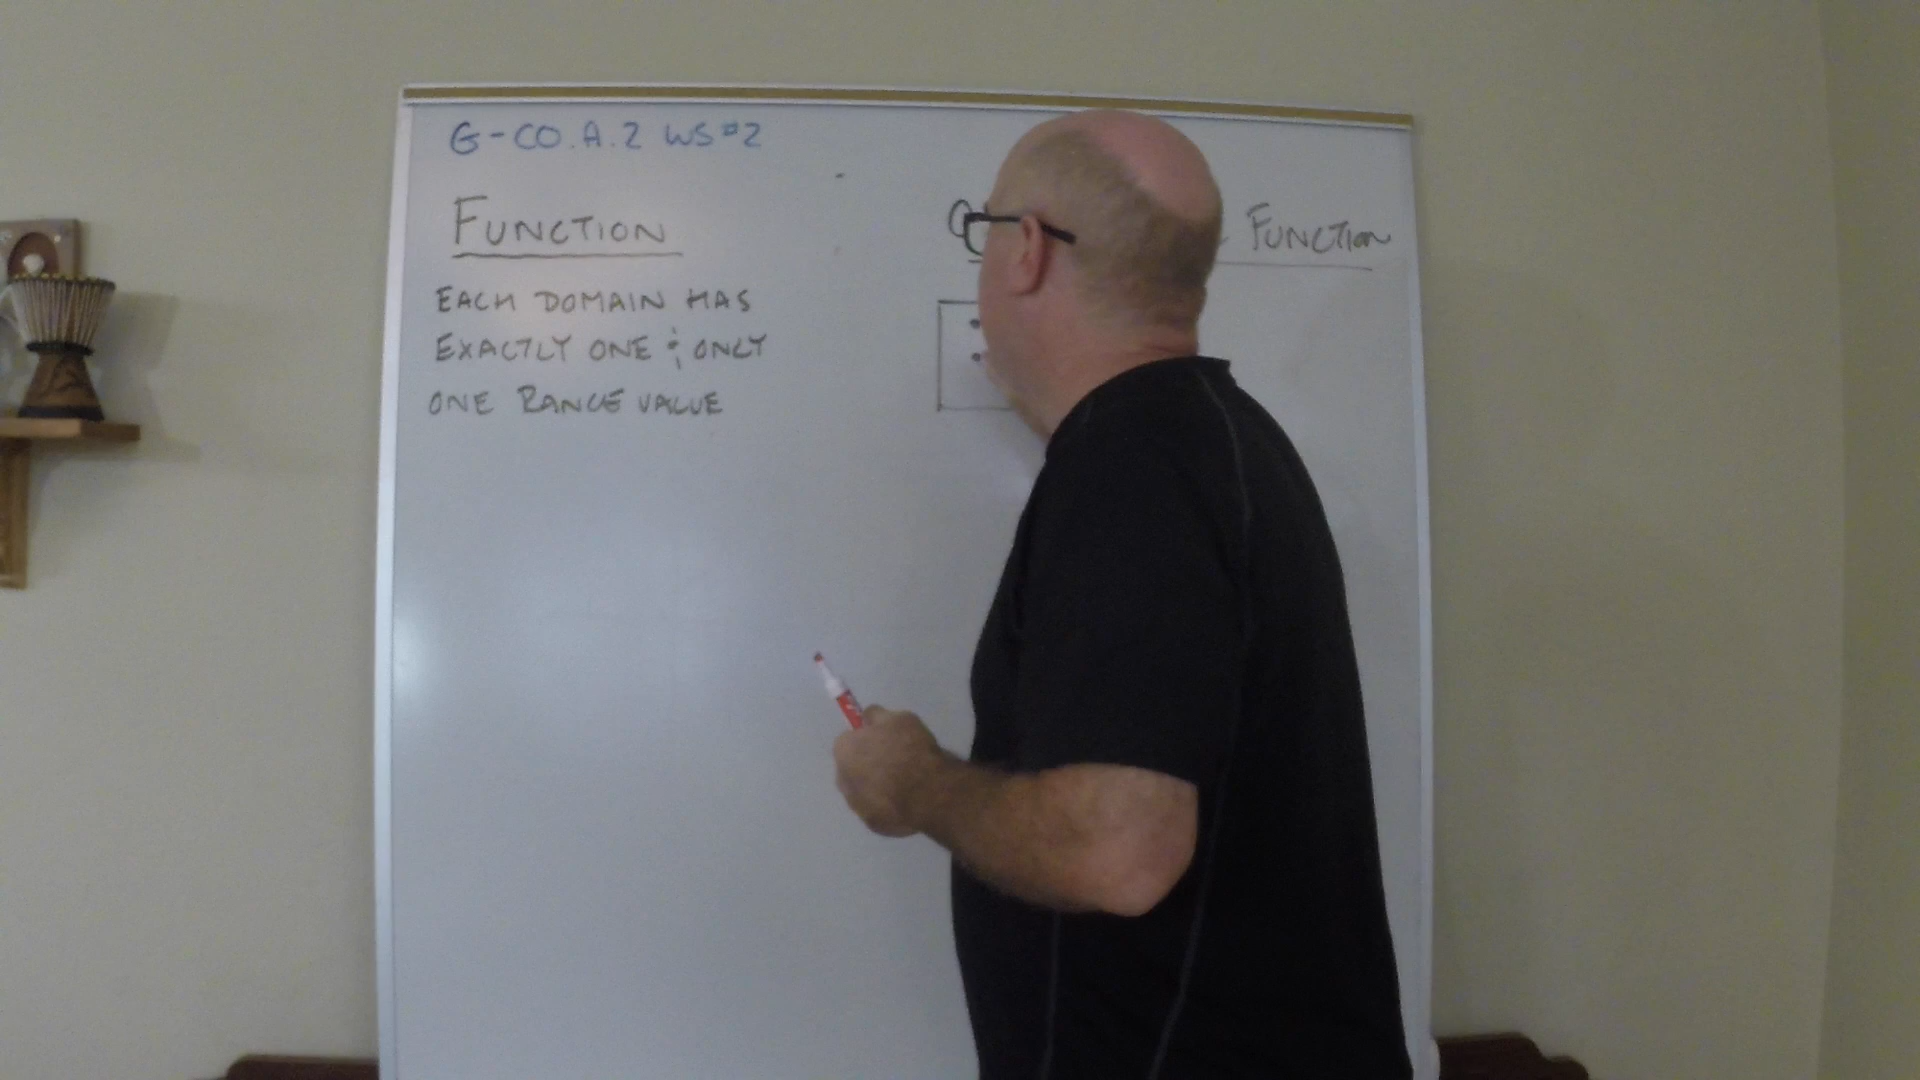 G-CO.A.2 WS#2
FUNCTION
EACH DOMAIN HAS
EXACTLY ONE & ONLY
ONE RANGE VALUE
FUNCTION